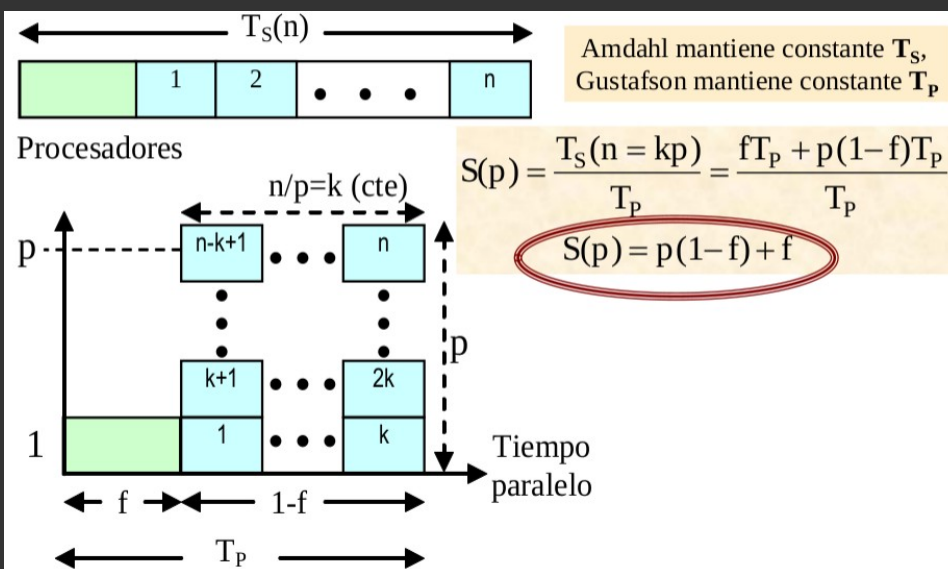 T_S(n)
1 2 • • • n
Amdahl mantiene constante T_S,
Gustafson mantiene constante T_P
Procesadores
S(p) = T_S(n = kp) / T_P = fT_P + p(1−f)T_P / T_P
S(p) = p(1−f) + f
n/p=k (cte)
p
n-k+1 • • • n
p
k+1 • • • 2k
1
1 • • • k
Tiempo
paralelo
f
1-f
T_P